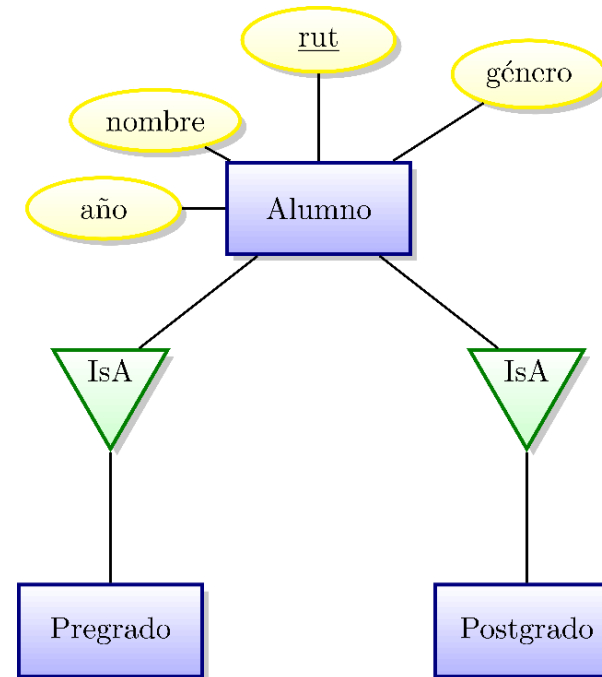 rut
género
nombre
año
Alumno
IsA
IsA
Pregrado
Postgrado